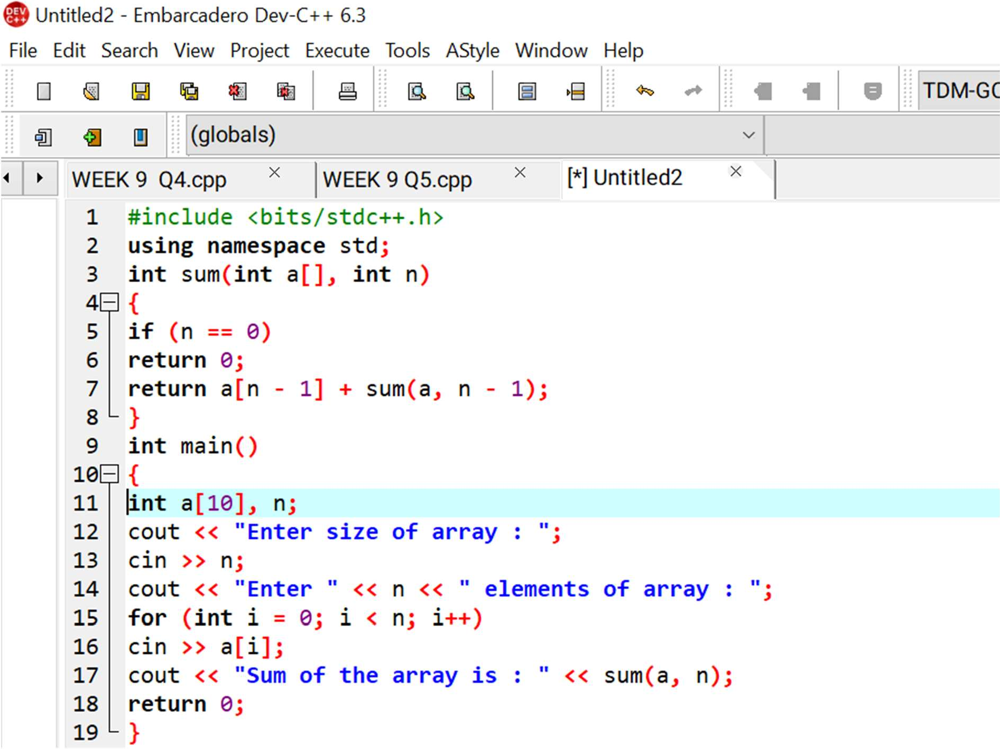 DEV C++ Untitled2 - Embarcadero Dev-C++ 6.3
File Edit Search View Project Execute Tools AStyle Window Help
TDM-GC
(globals)
WEEK 9  Q4.cpp WEEK 9 Q5.cpp [*] Untitled2
1 #include <bits/stdc++.h>
2 using namespace std;
3 int sum(int a[], int n)
4 {
5 if (n == 0)
6 return 0;
7 return a[n - 1] + sum(a, n - 1);
8 }
9 int main()
10 {
11 int a[10], n;
12 cout << "Enter size of array : ";
13 cin >> n;
14 cout << "Enter " << n << " elements of array : ";
15 for (int i = 0; i < n; i++)
16 cin >> a[i];
17 cout << "Sum of the array is : " << sum(a, n);
18 return 0;
19 }